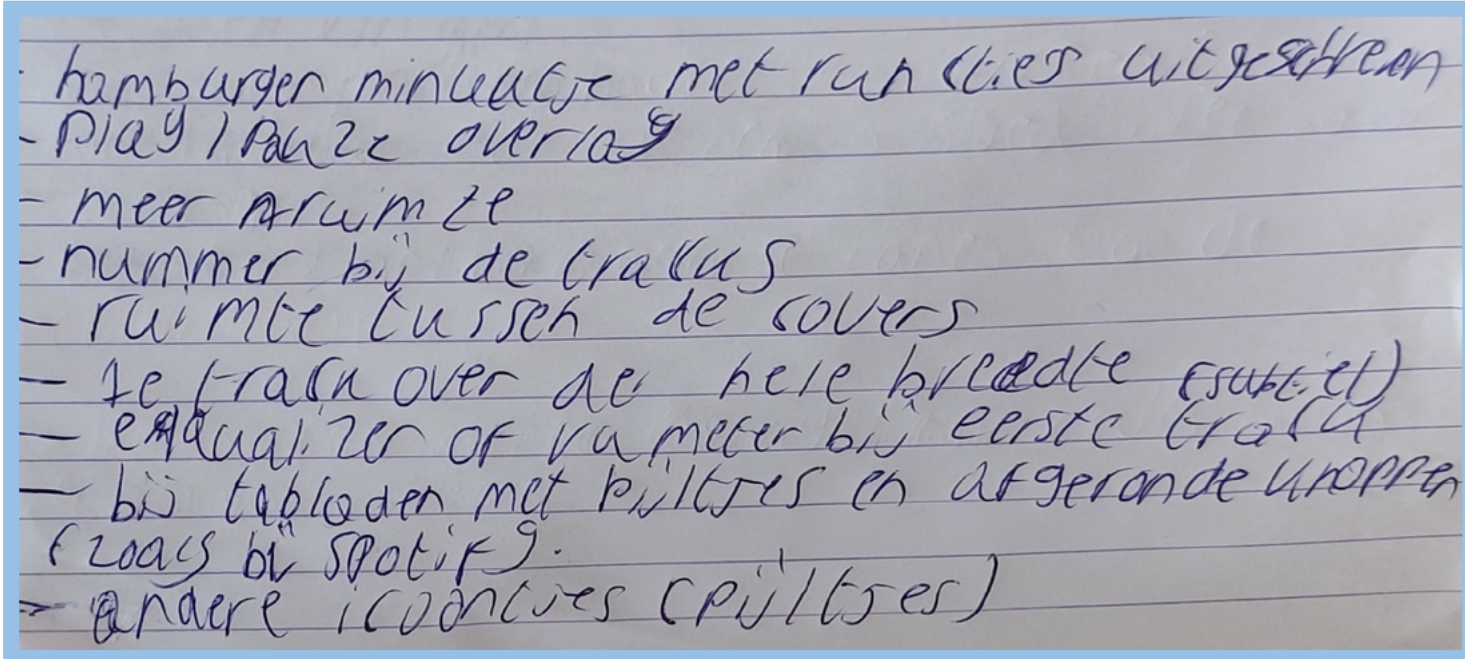 - hamburger minuatje met functies uitgeschreven
- Play / Pauze overlay
- meer ruimte
- nummer bij de tracks
- ruimte tussen de covers
- 1e track over de hele breedte (subtiel)
- eqaualizer of vu meter bij eerste track
- bij tabladen met pijltjes en afgeronde knoppen
(zoals bij spotify.
- andere icoontjes (pijltjes)